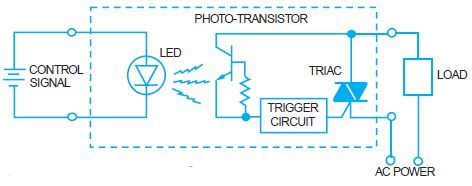 PHOTO-TRANSISTOR
LED
CONTROL
SIGNAL
TRIAC
LOAD
TRIGGER
CIRCUIT
AC POWER